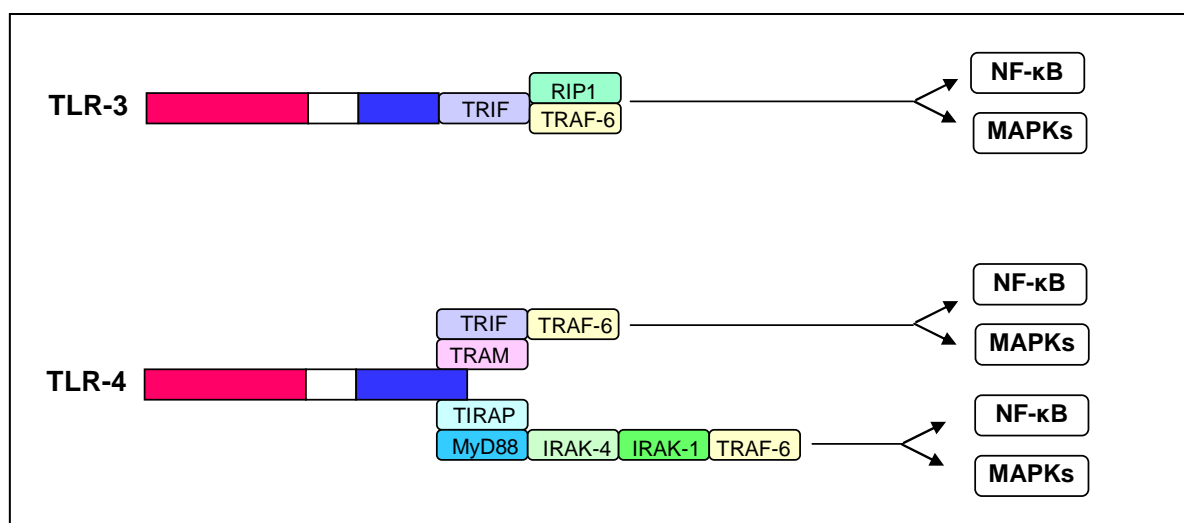 NF-κB
RIP1
TLR-3
TRIF
TRAF-6
MAPKs
NF-κB
TRIF TRAF-6
TRAM
MAPKs
TLR-4
TIRAP
NF-κB
MyD88 IRAK-4 IRAK-1 TRAF-6
MAPKs